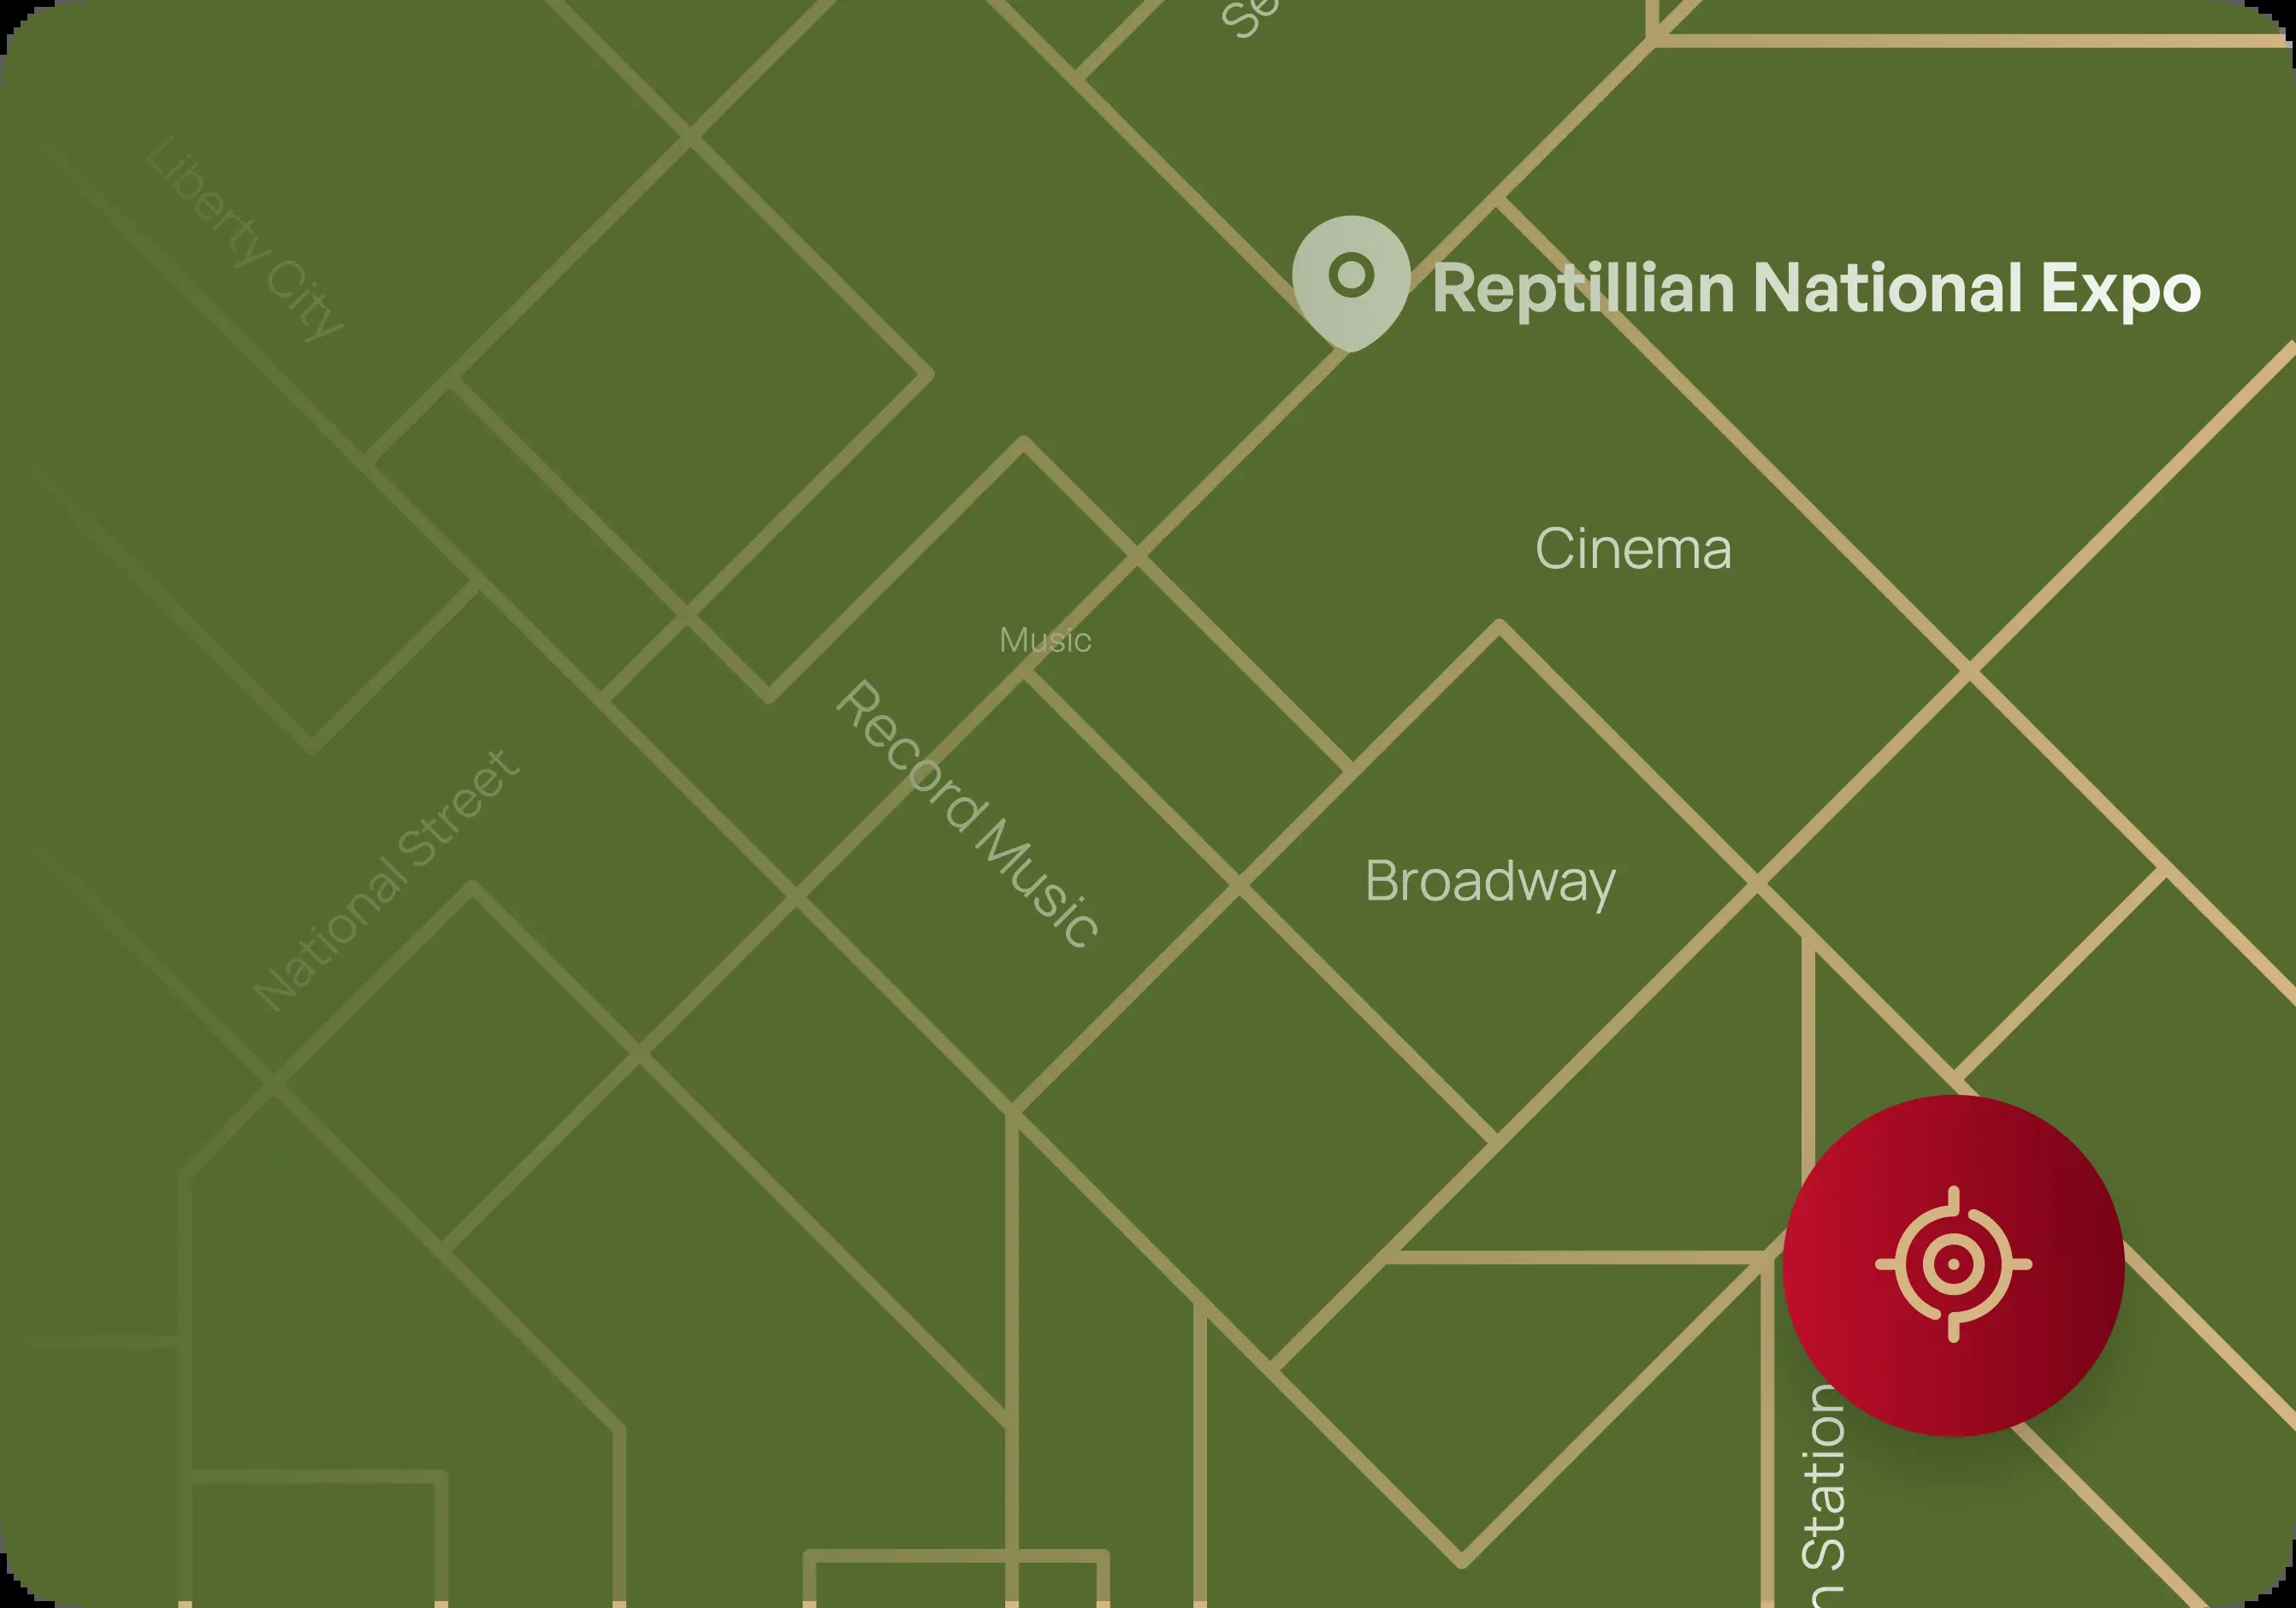 Liberty City
Reptillian National Expo
Cinema
Music
Record Music
National Street
Broadway
Station